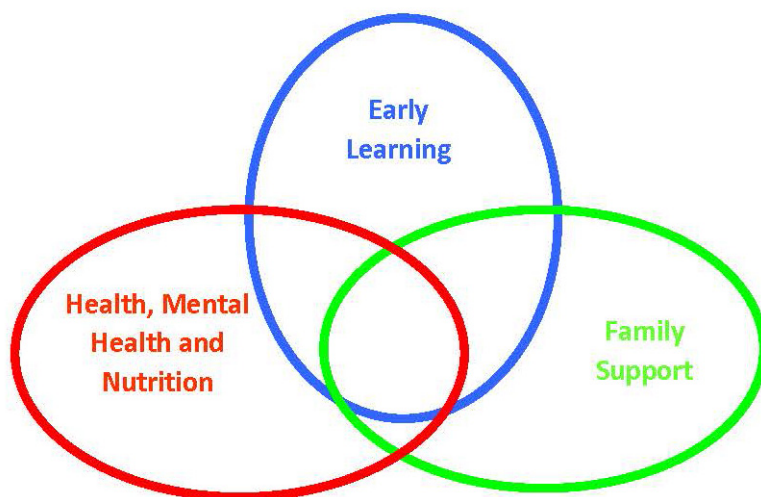 Early
Learning
Health, Mental
Health and
Nutrition
Family
Support